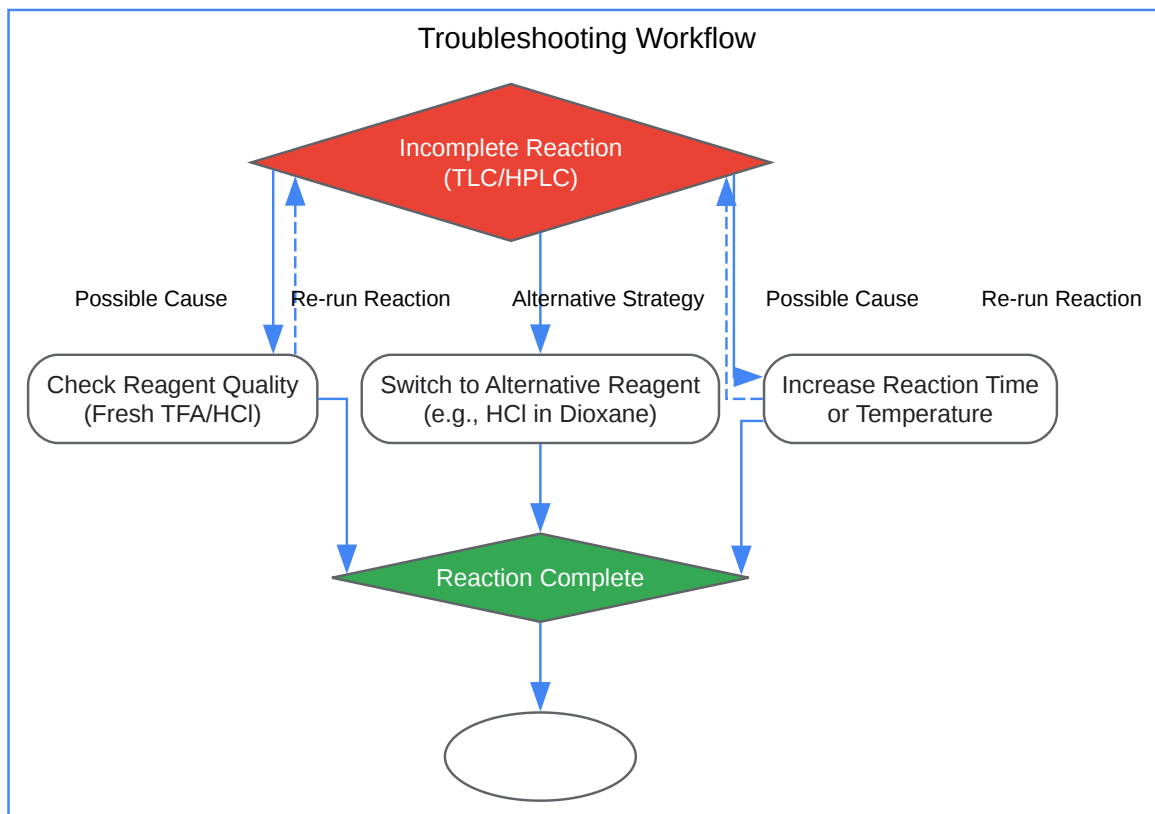 Troubleshooting Workflow
Incomplete Reaction
(TLC/HPLC)
Possible Cause
Re-run Reaction
Alternative Strategy
Possible Cause
Re-run Reaction
Check Reagent Quality
(Fresh TFA/HCl)
Switch to Alternative Reagent
(e.g., HCl in Dioxane)
Increase Reaction Time
or Temperature
Reaction Complete